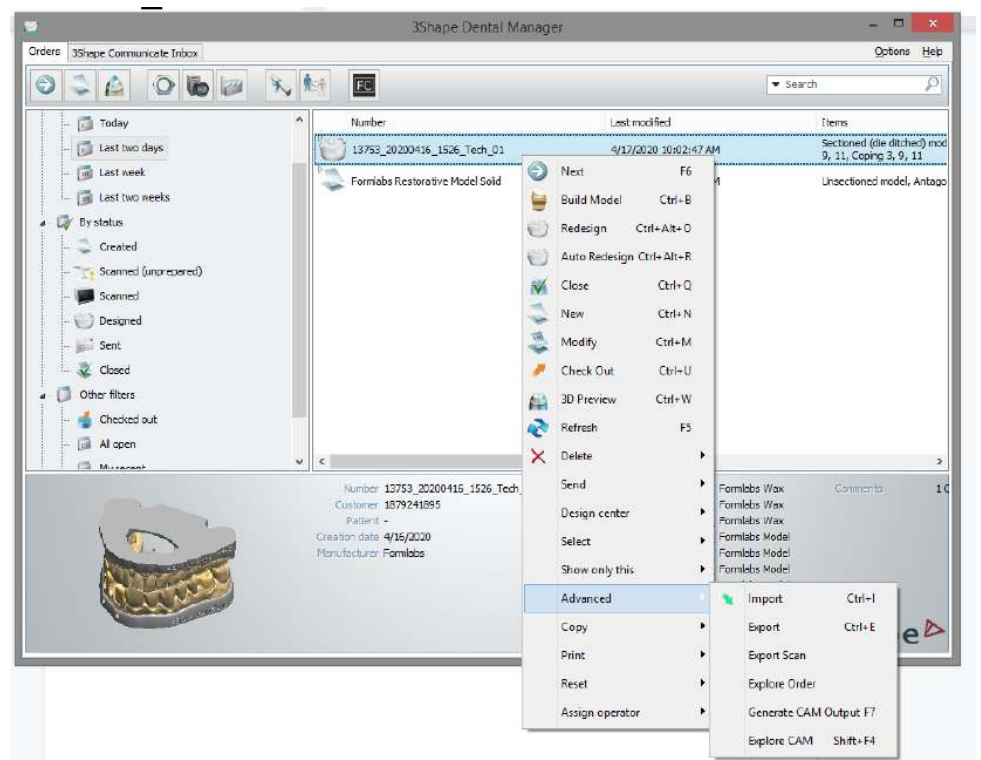 3Shape Dental Manager
Orders 3Shape Communicate Inbox Options Help
FC Search
Today
Last two days
Last week
Last two weeks
By status
Created
Scanned (unprepared)
Scanned
Designed
Sent
Closed
Other filters
Checked out
All open
My recent
Number Last modified Items
13753_20200416_1526_Tech_01 4/17/2020 10:02:47 AM Sectioned (die ditched) mod
9, 11, Coping 3, 9, 11
Formlabs Restorative Model Solid Unsectioned model, Antago
Next F6
Build Model Ctrl+B
Redesign Ctrl+Alt+O
Auto Redesign Ctrl+Alt+R
Close Ctrl+Q
New Ctrl+N
Modify Ctrl+M
Check Out Ctrl+U
3D Preview Ctrl+W
Refresh F5
Delete
Send
Design center
Select
Show only this
Advanced
Copy
Print
Reset
Assign operator
Import Ctrl+I
Export Ctrl+E
Export Scan
Explore Order
Generate CAM Output F7
Explore CAM Shift+F4
Number 13753_20200416_1526_Tech_
Customer 1879241895
Patient -
Creation date 4/16/2020
Manufacturer Formlabs
Formlabs Wax Comments
Formlabs Wax
Formlabs Wax
Formlabs Model
Formlabs Model
Formlabs Model